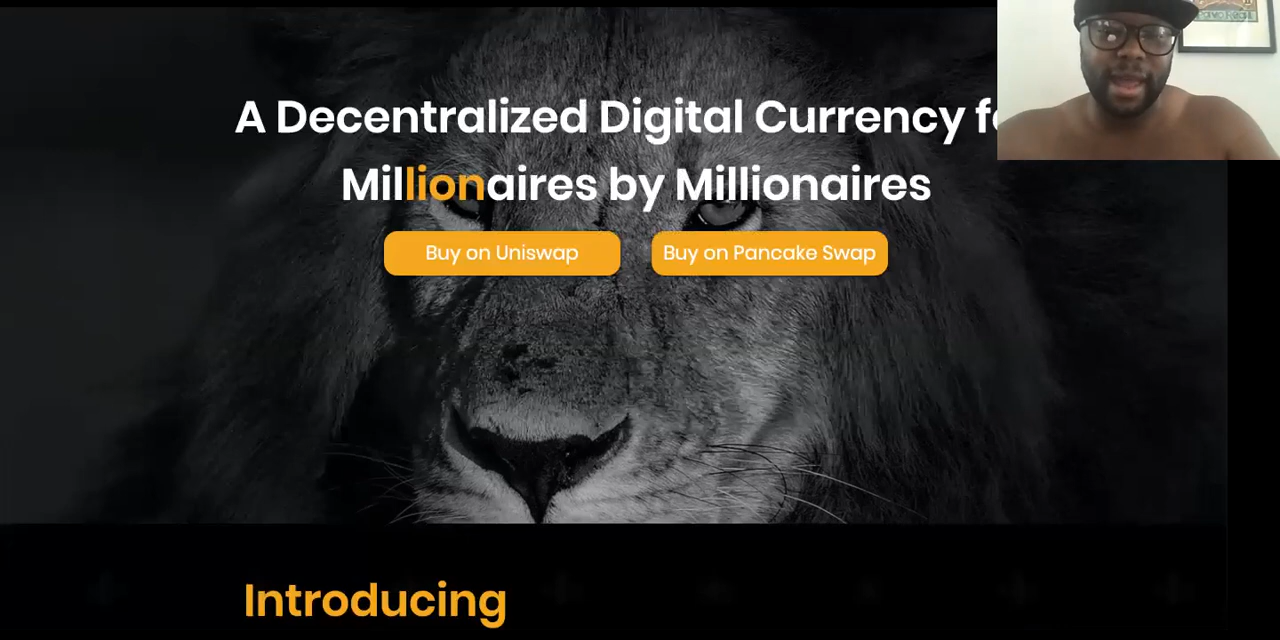 A Decentralized Digital Currency
Millionaires by Millionaires
Buy on Uniswap
Buy on Pancake Swap
Introducing